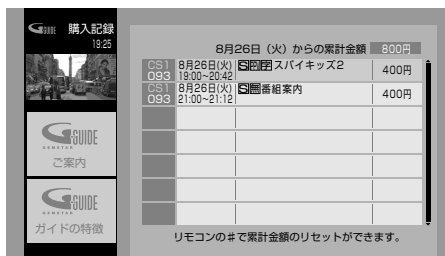 G GUIDE 購入記録
19:25
8月26日（火）からの累計金額 800円
CS1 8月26日(火) S 二 字 スパイキッズ2 400円
093 19:00~20:42
CS1 8月26日(火) S 無 番組案内 400円
093 21:00~21:12
G-GUIDE
GEMSTAR
ご案内
G-GUIDE
GEMSTAR
ガイドの特徴
リモコンの♯で累計金額のリセットができます。